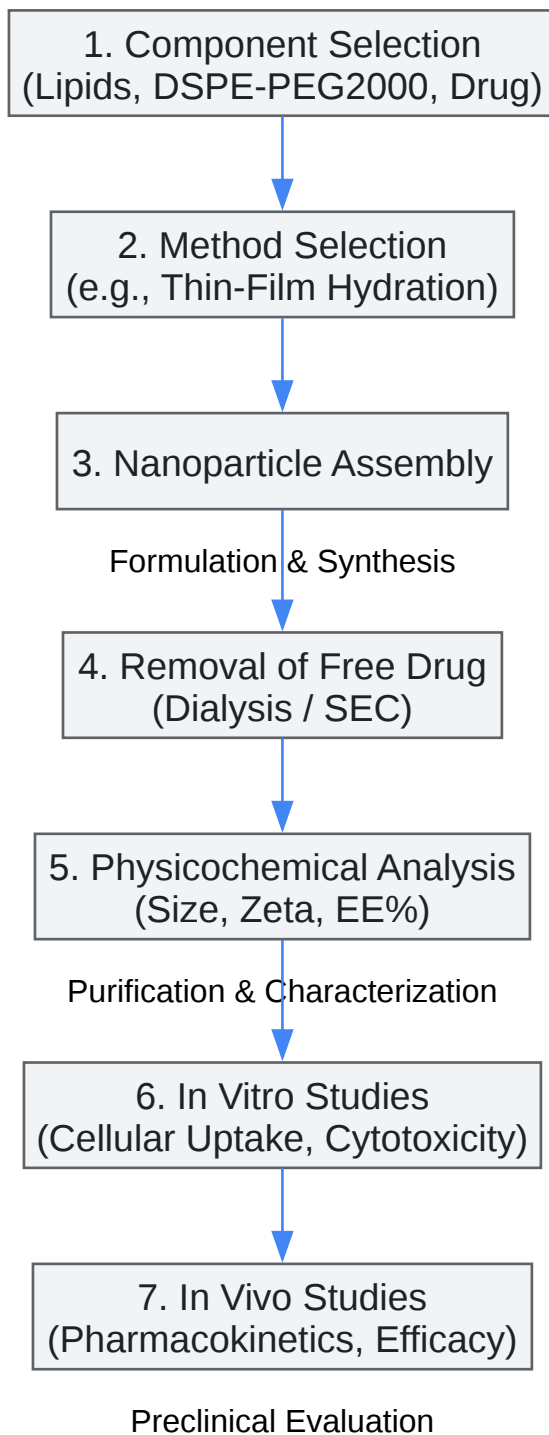 1. Component Selection
(Lipids, DSPE-PEG2000, Drug)
2. Method Selection
(e.g., Thin-Film Hydration)
3. Nanoparticle Assembly
Formulation & Synthesis
4. Removal of Free Drug
(Dialysis / SEC)
5. Physicochemical Analysis
(Size, Zeta, EE%)
Purification & Characterization
6. In Vitro Studies
(Cellular Uptake, Cytotoxicity)
7. In Vivo Studies
(Pharmacokinetics, Efficacy)
Preclinical Evaluation